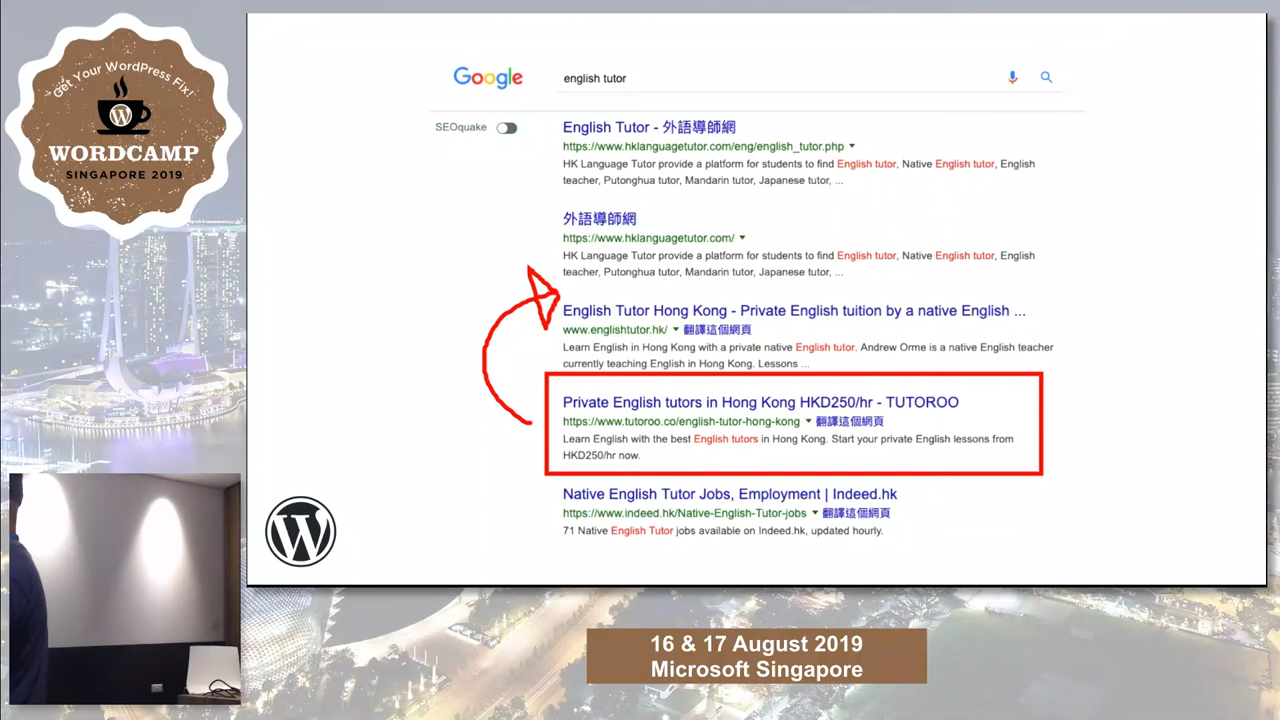 Get Your WordPress Fix!
WORDCAMP
SINGAPORE 2019
Google
english tutor
SEOquake
English Tutor - 外語導師網
https://www.hklanguagetutor.com/eng/english_tutor.php
HK Language Tutor provide a platform for students to find English tutor, Native English tutor, English
teacher, Putonghua tutor, Mandarin tutor, Japanese tutor, ...
外語導師網
https://www.hklanguagetutor.com/
HK Language Tutor provide a platform for students to find English tutor, Native English tutor, English
teacher, Putonghua tutor, Mandarin tutor, Japanese tutor, ...
English Tutor Hong Kong - Private English tuition by a native English ...
www.englishtutor.hk/ 翻譯這個網頁
Learn English in Hong Kong with a private native English tutor. Andrew Orme is a native English teacher
currently teaching English in Hong Kong. Lessons ...
Private English tutors in Hong Kong HKD250/hr - TUTOROO
https://www.tutoroo.co/english-tutor-hong-kong 翻譯這個網頁
Learn English with the best English tutors in Hong Kong. Start your private English lessons from
HKD250/hr now.
Native English Tutor Jobs, Employment | Indeed.hk
https://www.indeed.hk/Native-English-Tutor-jobs 翻譯這個網頁
71 Native English Tutor jobs available on Indeed.hk, updated hourly.
16 & 17 August 2019
Microsoft Singapore